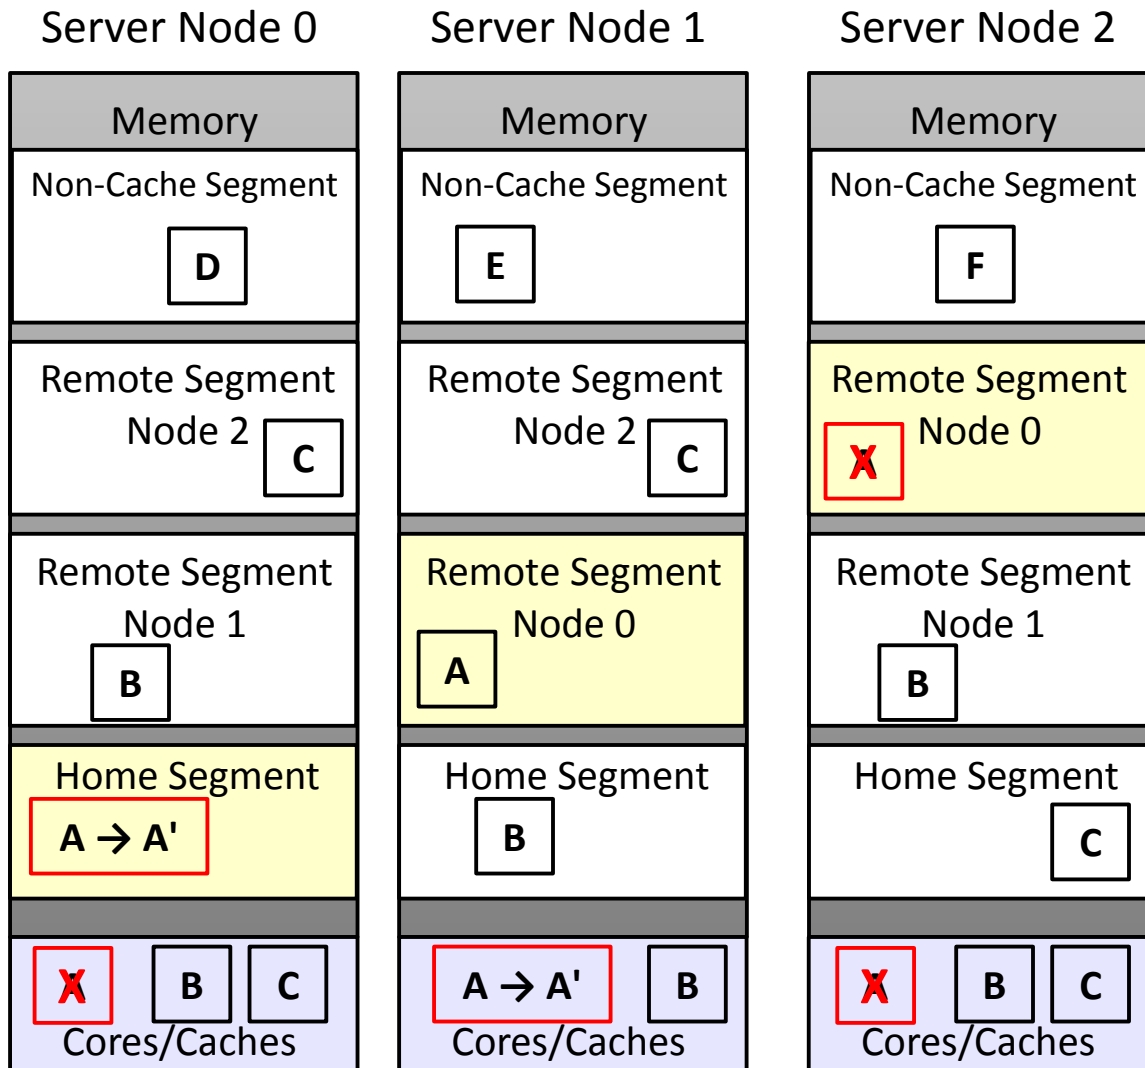 Server Node 0
Memory
Non-Cache Segment
D
Remote Segment
Node 2
C
Remote Segment
Node 1
B
Home Segment
A → A'
X
B
C
Cores/Caches
Server Node 1
Memory
Non-Cache Segment
E
Remote Segment
Node 2
C
Remote Segment
Node 0
A
Home Segment
B
A → A'
B
Cores/Caches
Server Node 2
Memory
Non-Cache Segment
F
Remote Segment
Node 0
X
Remote Segment
Node 1
B
Home Segment
C
X
B
C
Cores/Caches